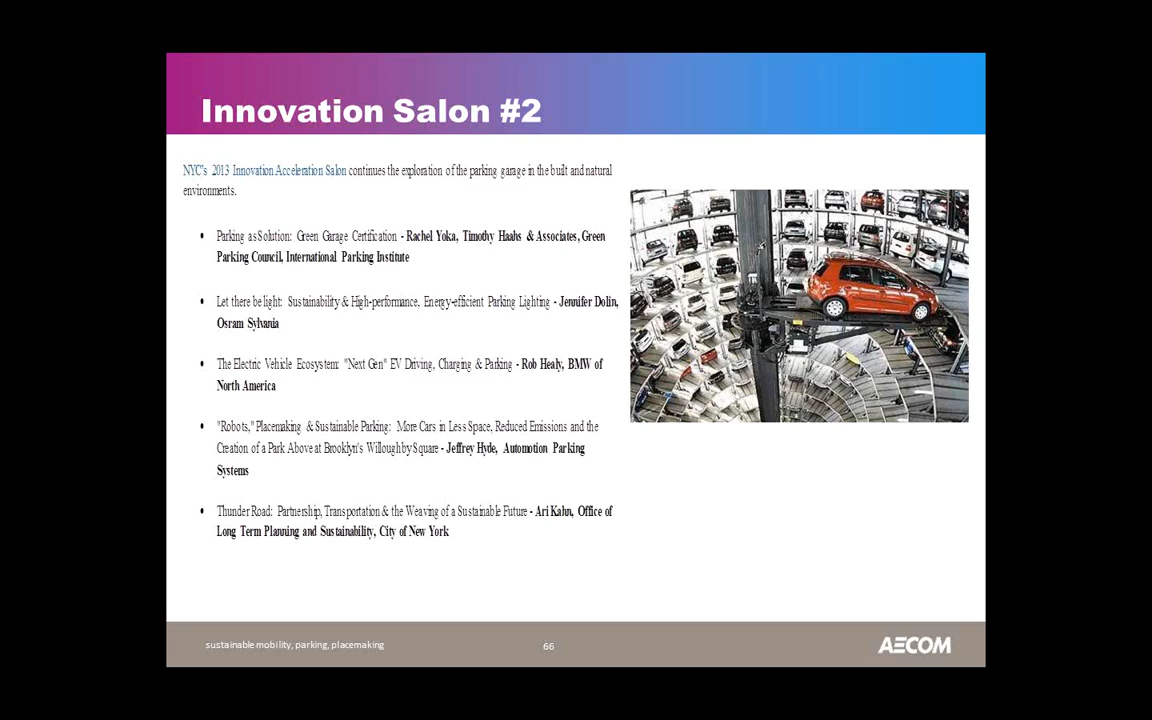 Innovation Salon #2
NYC's 2013 Innovation Acceleration Salon continues the exploration of the parking garage in the built and natural
environments.
• Parking as Solution: Green Garage Certification - Rachel Yoka, Timothy Haahs & Associates, Green
Parking Council, International Parking Institute
• Let there be light: Sustainability & High-performance, Energy-efficient Parking Lighting - Jennifer Dolin,
Osram Sylvania
• The Electric Vehicle Ecosystem: "Next Gen" EV Driving, Charging & Parking - Rob Healy, BMW of
North America
• "Robots," Placemaking & Sustainable Parking: More Cars in Less Space, Reduced Emissions and the
Creation of a Park Above at Brooklyn's Willoughby Square - Jeffrey Hyde, Automotion Parking
Systems
• Thunder Road: Partnership, Transportation & the Weaving of a Sustainable Future - Ari Kahn, Office of
Long Term Planning and Sustainability, City of New York
sustainable mobility, parking, placemaking
66
AECOM